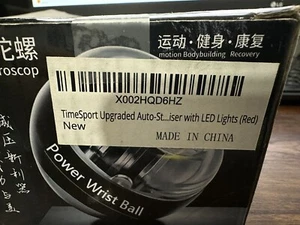 陀螺
roscop
运动·健身·康复
motion Bodybuilding Recovery
X002HQD6HZ
TimeSport Upgraded Auto-St...iser with LED Lights (Red)
New
MADE IN CHINA
Power Wrist Ball